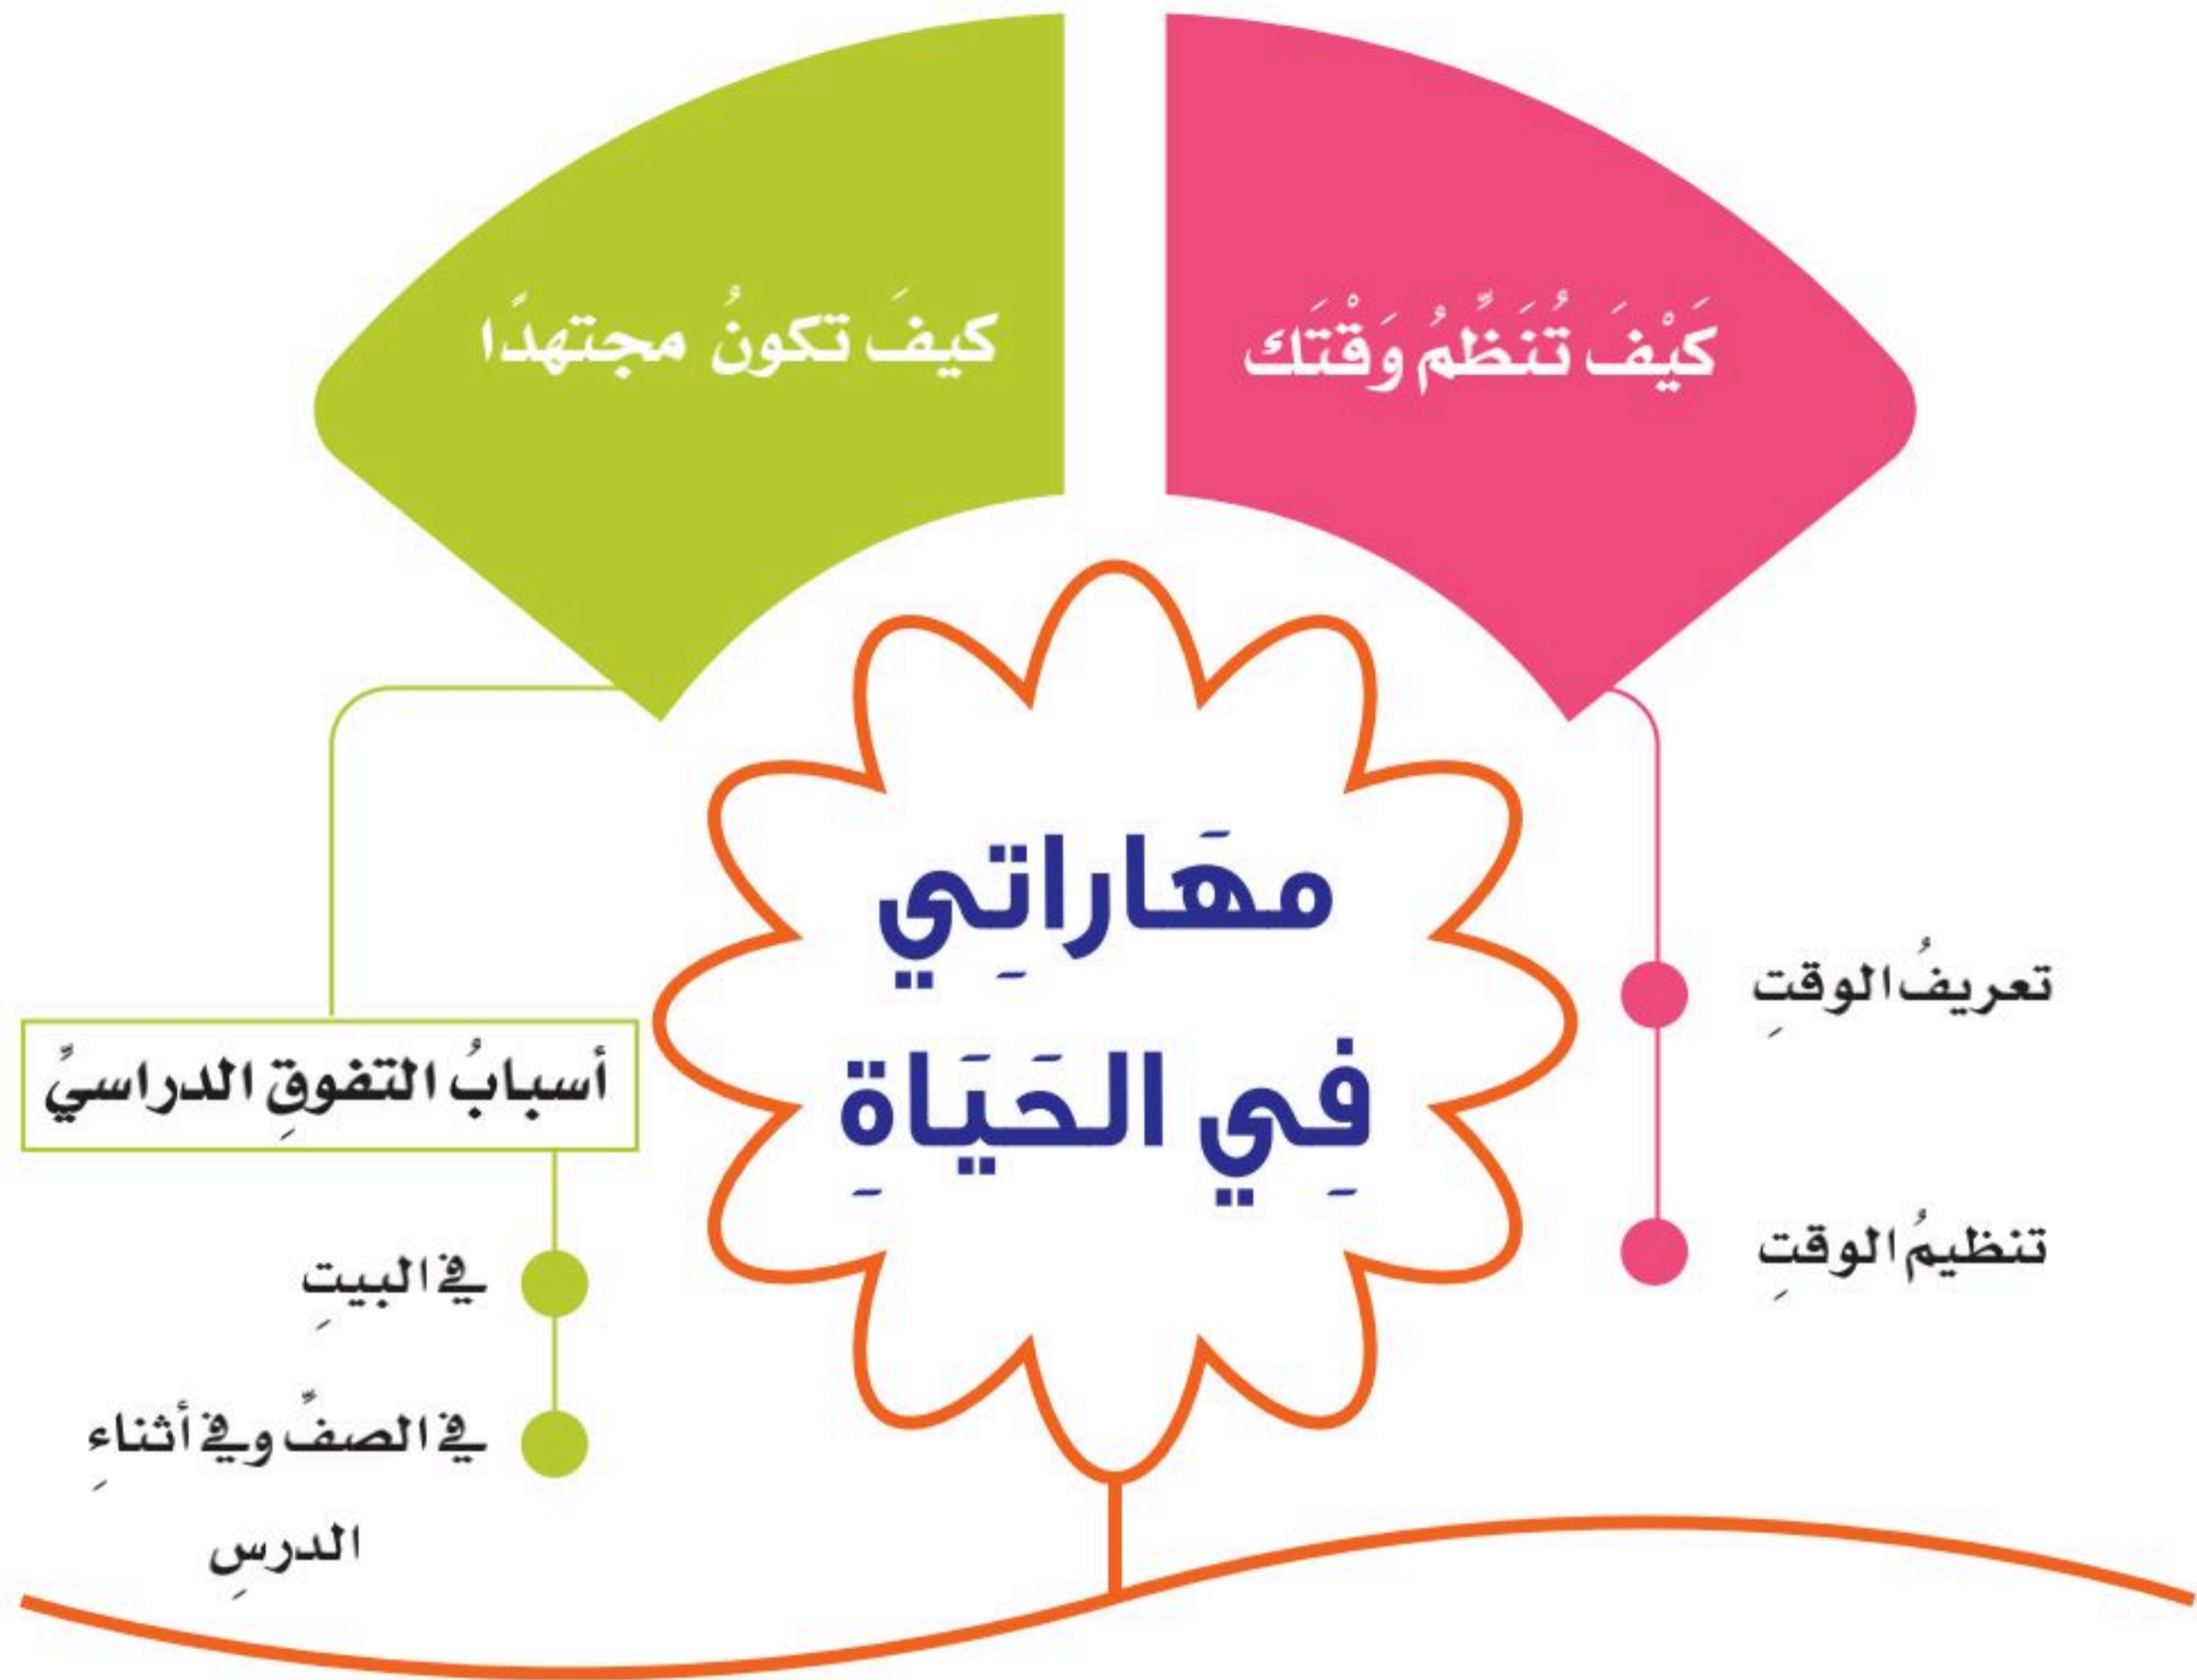 كَيْفَ تُنَظِّمُ وَقْتَك
كيفَ تكونُ مجتهدًا
مهَاراتِي
فِي الحَيَاةِ
تعريفُ الوقتِ
تنظيمُ الوقتِ
أسبابُ التفوقِ الدراسيِّ
في البيتِ
في الصفِّ وفي أثناءِ
الدرسِ